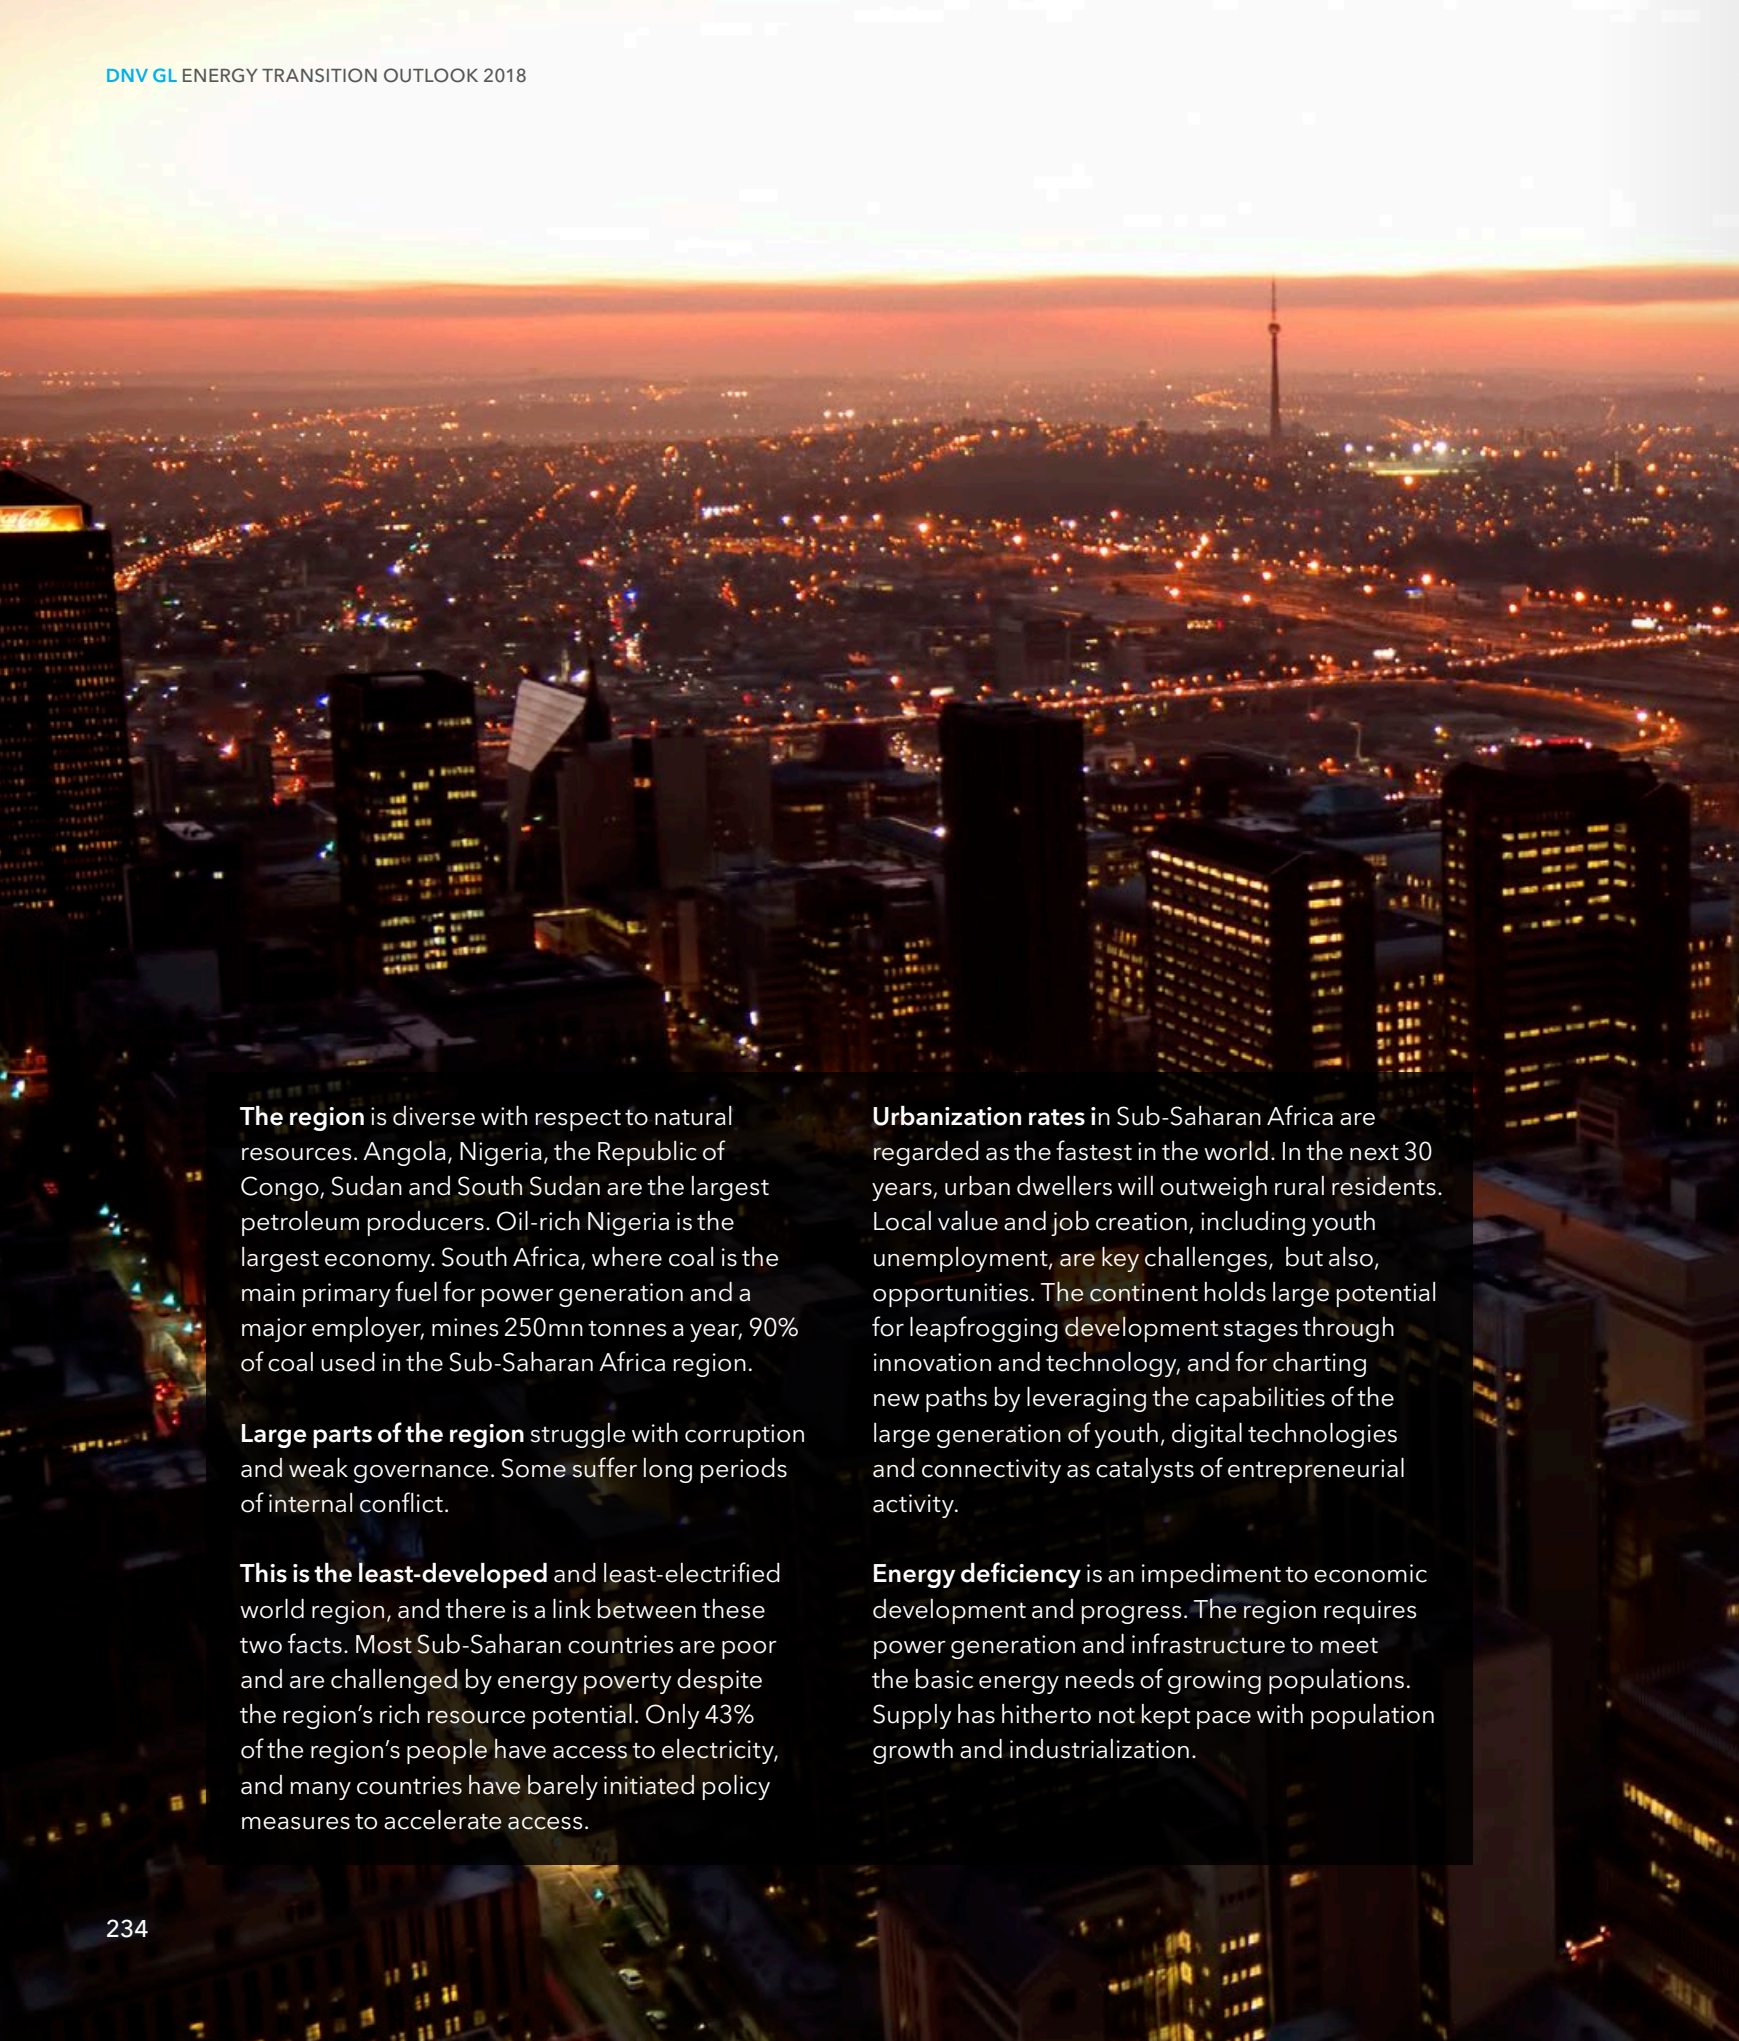 DNV GL ENERGY TRANSITION OUTLOOK 2018
The region is diverse with respect to natural
resources. Angola, Nigeria, the Republic of
Congo, Sudan and South Sudan are the largest
petroleum producers. Oil-rich Nigeria is the
largest economy. South Africa, where coal is the
main primary fuel for power generation and a
major employer, mines 250mn tonnes a year, 90%
of coal used in the Sub-Saharan Africa region.
Large parts of the region struggle with corruption
and weak governance. Some suffer long periods
of internal conflict.
This is the least-developed and least-electrified
world region, and there is a link between these
two facts. Most Sub-Saharan countries are poor
and are challenged by energy poverty despite
the region's rich resource potential. Only 43%
of the region's people have access to electricity,
and many countries have barely initiated policy
measures to accelerate access.
Urbanization rates in Sub-Saharan Africa are
regarded as the fastest in the world. In the next 30
years, urban dwellers will outweigh rural residents.
Local value and job creation, including youth
unemployment, are key challenges, but also,
opportunities. The continent holds large potential
for leapfrogging development stages through
innovation and technology, and for charting
new paths by leveraging the capabilities of the
large generation of youth, digital technologies
and connectivity as catalysts of entrepreneurial
activity.
Energy deficiency is an impediment to economic
development and progress. The region requires
power generation and infrastructure to meet
the basic energy needs of growing populations.
Supply has hitherto not kept pace with population
growth and industrialization.
234